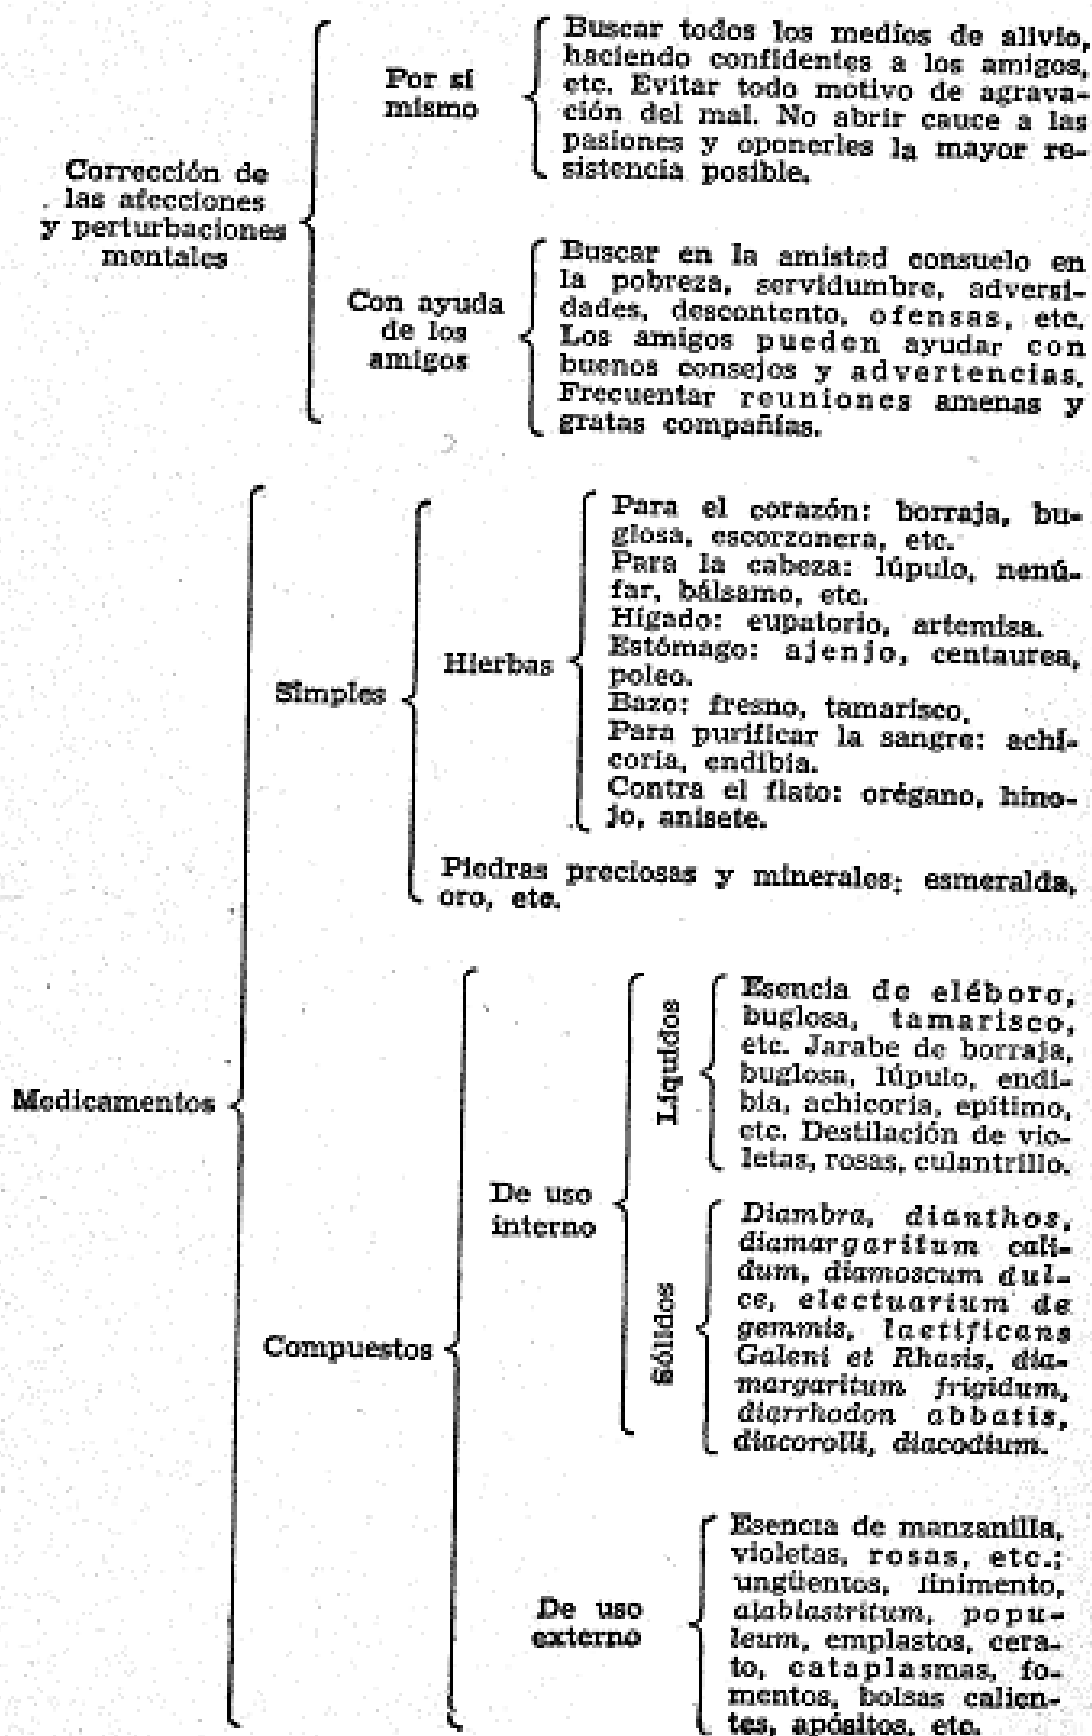 Corrección de
las afecciones
y perturbaciones
mentales
Por sí
mismo
Buscar todos los medios de alivio,
haciendo confidentes a los amigos,
etc. Evitar todo motivo de agrava-
ción del mal. No abrir cauce a las
pasiones y oponerles la mayor re-
sistencia posible.
Con ayuda
de los
amigos
Buscar en la amistad consuelo en
la pobreza, servidumbre, adversi-
dades, descontento, ofensas, etc.
Los amigos pueden ayudar con
buenos consejos y advertencias.
Frecuentar reuniones amenas y
gratas compañías.
Medicamentos
Simples
Hierbas
Para el corazón: borraja, bu-
glosa, escorzonera, etc.
Para la cabeza: lúpulo, nenú-
far, bálsamo, etc.
Hígado: eupatorio, artemisa.
Estómago: ajenjo, centaurea,
poleo.
Bazo: fresno, tamarisco.
Para purificar la sangre: achi-
coria, endibia.
Contra el flato: orégano, hino-
jo, anisete.
Piedras preciosas y minerales: esmeralda,
oro, etc.
Compuestos
De uso
interno
Líquidos
Esencia de eléboro,
buglosa, tamarisco,
etc. Jarabe de borraja,
buglosa, lúpulo, endi-
bia, achicoria, epítimo,
etc. Destilación de vio-
letas, rosas, culantrillo.
Sólidos
Diambra, dianthos,
diamargaritum cali-
dum, diamoscum dul-
ce, electuarium de
gemmis, laetificans
Galeni et Rhasis, dia-
margaritum frigidum,
diarrhodon abbatis,
diacorolli, diacodium.
De uso
externo
Esencia de manzanilla,
violetas, rosas, etc.;
ungüentos, linimento,
alablastritum, popu-
leum, emplastos, cera-
to, cataplasmas, fo-
mentos, bolsas calien-
tes, apósitos, etc.